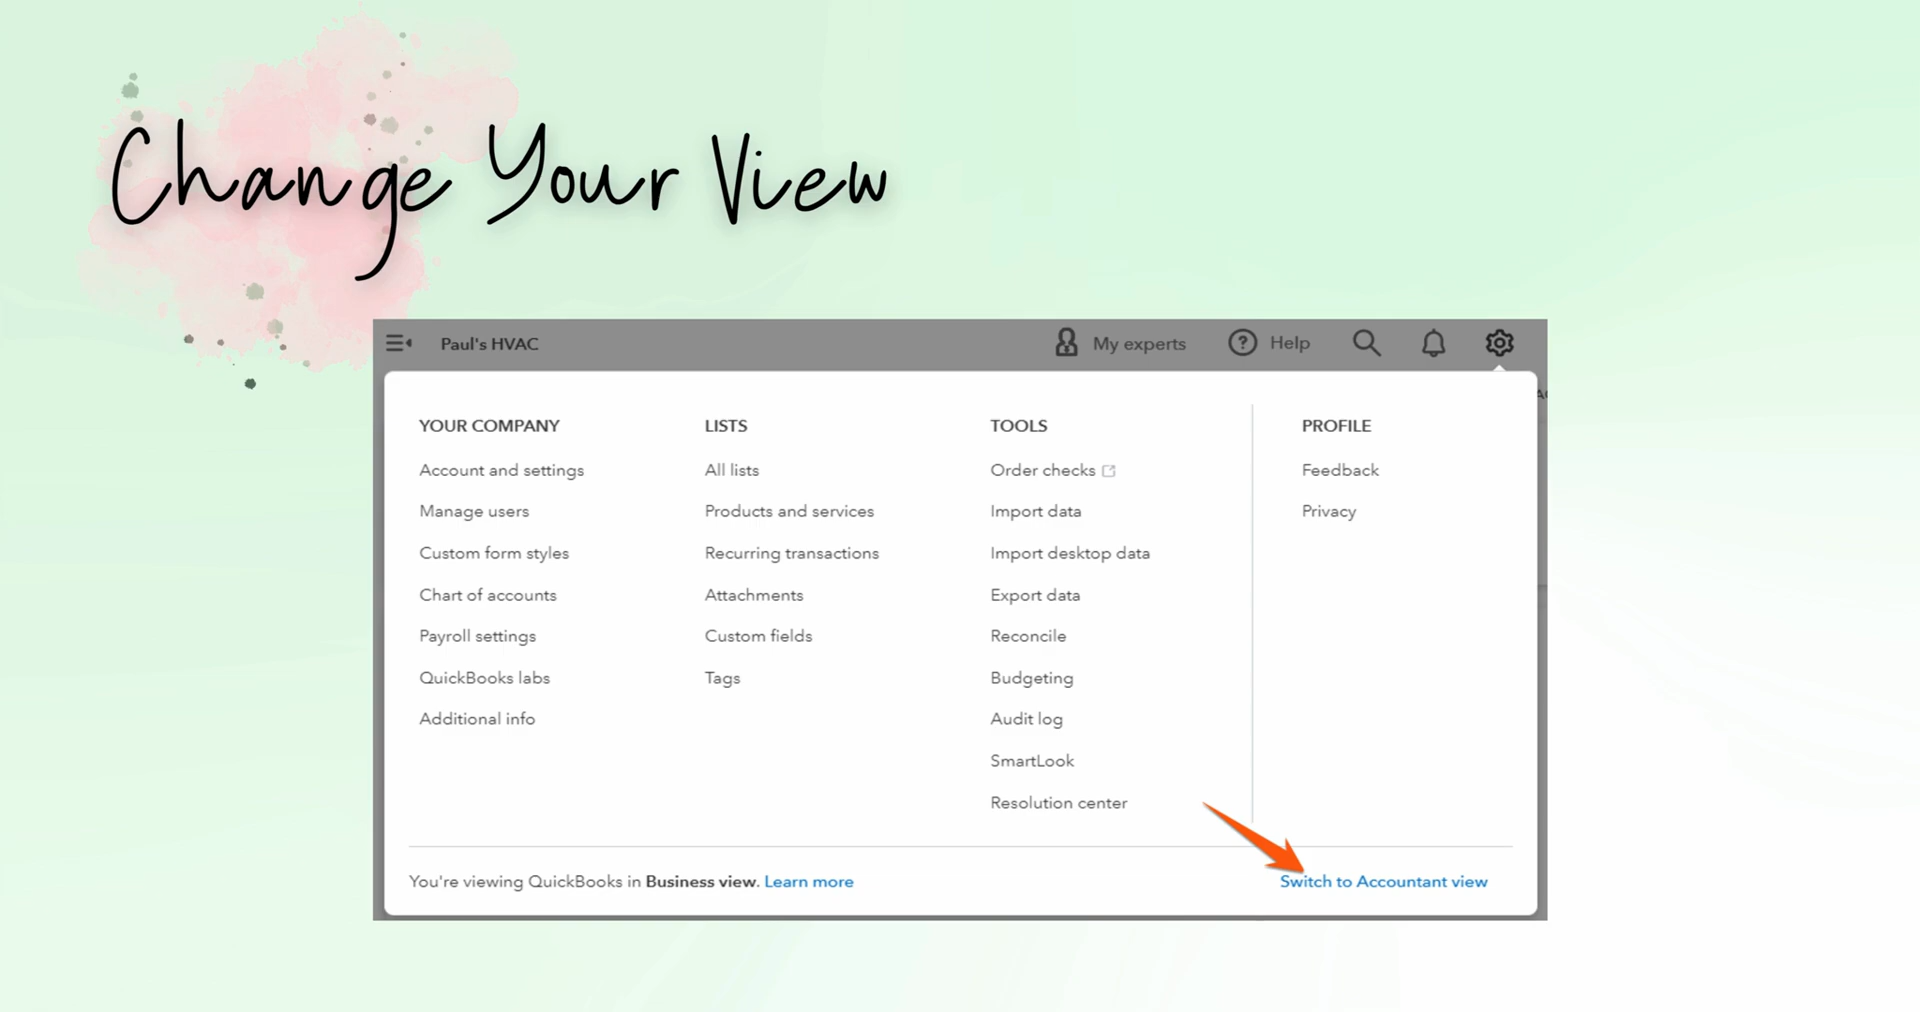 Change Your View
Paul's HVAC
My experts
Help
YOUR COMPANY
Account and settings
Manage users
Custom form styles
Chart of accounts
Payroll settings
QuickBooks labs
Additional info
LISTS
All lists
Products and services
Recurring transactions
Attachments
Custom fields
Tags
TOOLS
Order checks
Import data
Import desktop data
Export data
Reconcile
Budgeting
Audit log
SmartLook
Resolution center
PROFILE
Feedback
Privacy
You're viewing QuickBooks in Business view. Learn more
Switch to Accountant view